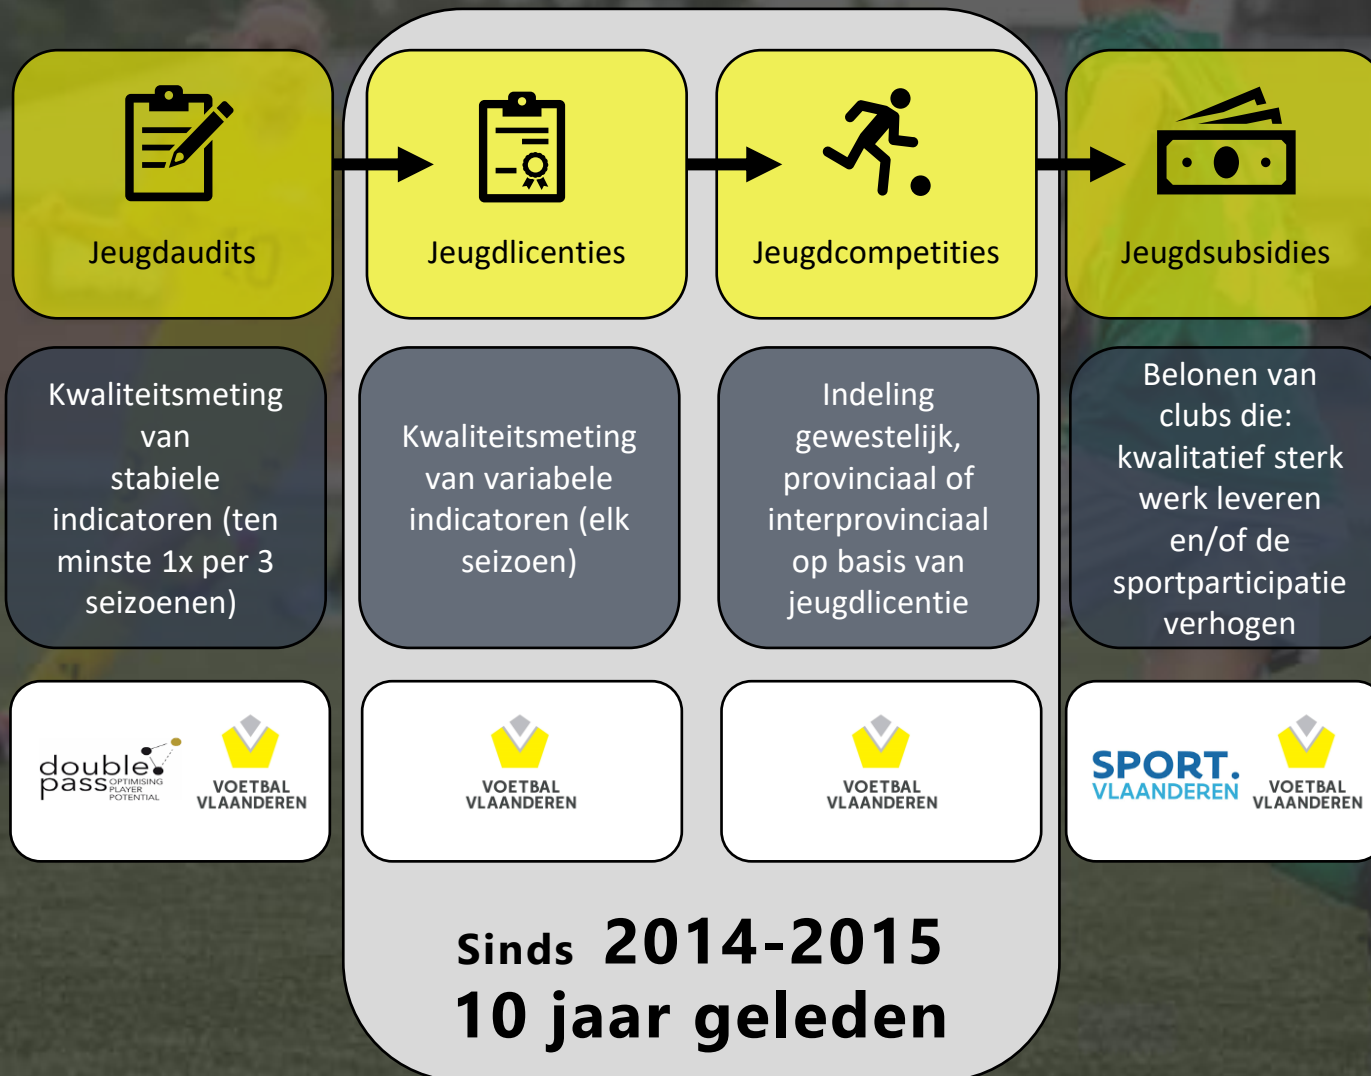 Jeugdaudits
Jeugdlicenties
Jeugdcompetities
Jeugdsubsidies
Kwaliteitsmeting
van
stabiele
indicatoren (ten
minste 1x per 3
seizoenen)
Kwaliteitsmeting
van variabele
indicatoren (elk
seizoen)
Indeling
gewestelijk,
provinciaal of
interprovinciaal
op basis van
jeugdlicentie
Belonen van
clubs die:
kwalitatief sterk
werk leveren
en/of de
sportparticipatie
verhogen
double
pass
OPTIMISING
PLAYER
POTENTIAL
VOETBAL
VLAANDEREN
VOETBAL
VLAANDEREN
VOETBAL
VLAANDEREN
SPORT.
VLAANDEREN
VOETBAL
VLAANDEREN
Sinds 2014-2015
10 jaar geleden